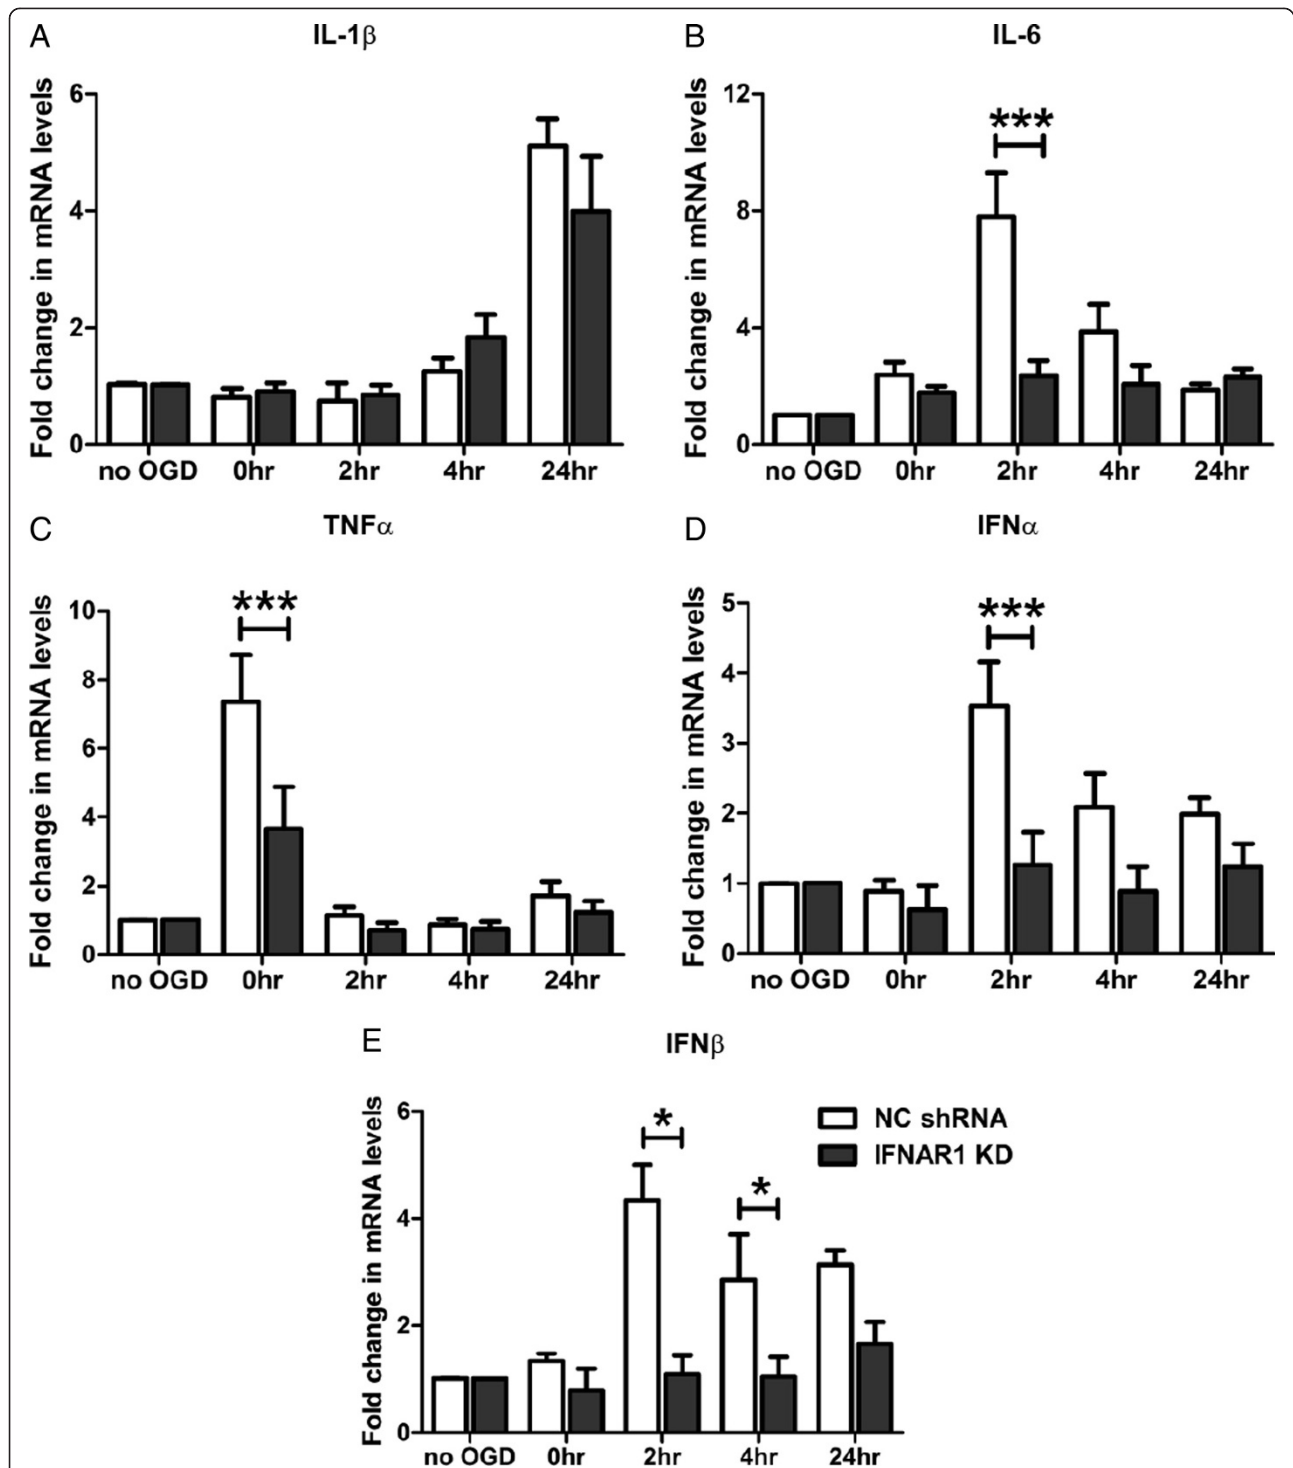 A
IL-1β
Fold change in mRNA levels
6
4
2
0
no OGD 0hr 2hr 4hr 24hr
B
IL-6
Fold change in mRNA levels
12
8
4
0
***
no OGD 0hr 2hr 4hr 24hr
C
TNFα
Fold change in mRNA levels
10
8
6
4
2
0
***
no OGD 0hr 2hr 4hr 24hr
D
IFNα
Fold change in mRNA levels
5
4
3
2
1
0
***
no OGD 0hr 2hr 4hr 24hr
E
IFNβ
Fold change in mRNA levels
6
4
2
0
*
*
NC shRNA
IFNAR1 KD
no OGD 0hr 2hr 4hr 24hr